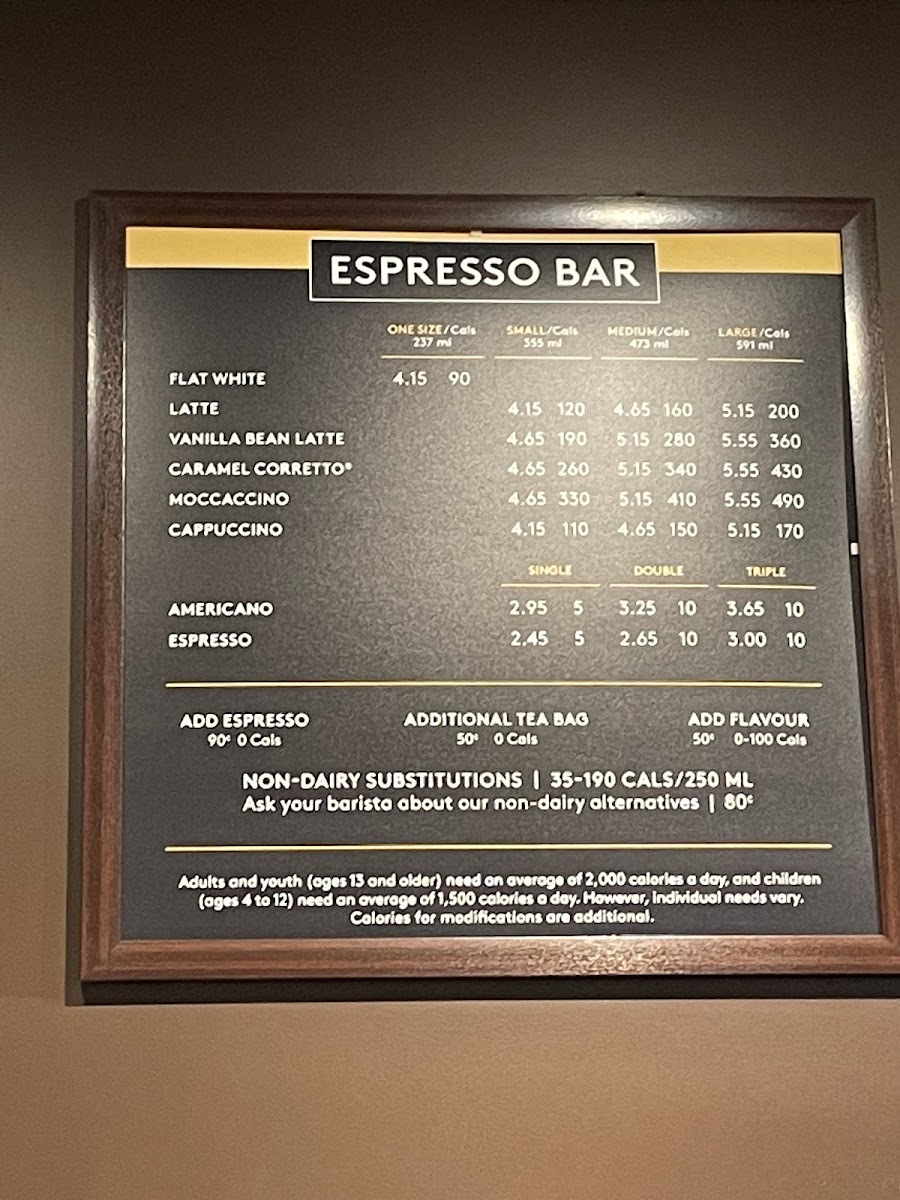 ESPRESSO BAR
ONE SIZE/Cals SMALL/Cals MEDIUM/Cals LARGE/Cals
237 ml 355 ml 473 ml 591 ml
FLAT WHITE 4.15 90
LATTE 4.15 120 4.65 160 5.15 200
VANILLA BEAN LATTE 4.65 190 5.15 280 5.55 360
CARAMEL CORRETTO® 4.65 260 5.15 340 5.55 430
MOCCACCINO 4.65 330 5.15 410 5.55 490
CAPPUCCINO 4.15 110 4.65 150 5.15 170
SINGLE DOUBLE TRIPLE
AMERICANO 2.95 5 3.25 10 3.65 10
ESPRESSO 2.45 5 2.65 10 3.00 10
ADD ESPRESSO ADDITIONAL TEA BAG ADD FLAVOUR
90¢ 0 Cals 50¢ 0 Cals 50¢ 0-100 Cals
NON-DAIRY SUBSTITUTIONS | 35-190 CALS/250 ML
Ask your barista about our non-dairy alternatives | 80¢
Adults and youth (ages 13 and older) need an average of 2,000 calories a day, and children
(ages 4 to 12) need an average of 1,500 calories a day. However, individual needs vary.
Calories for modifications are additional.